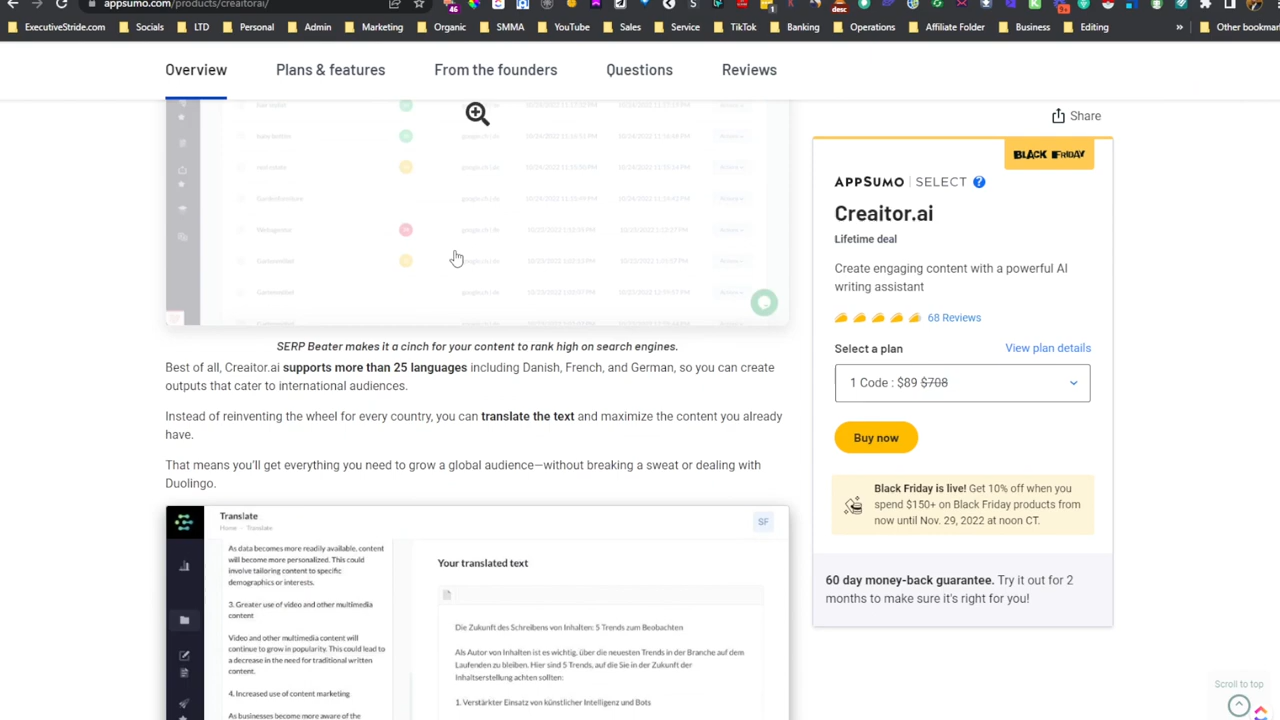 appsumo.com/products/creaitorai/
ExecutiveStride.com Socials LTD Personal Admin Marketing Organic SMMA YouTube Sales Service TikTok Banking Operations Affiliate Folder Business Editing » Other bookmar
Overview Plans & features From the founders Questions Reviews
Share
BLACK FRIDAY
APPSUMO | SELECT ?
Creaitor.ai
Lifetime deal
Create engaging content with a powerful AI
writing assistant
68 Reviews
Select a plan View plan details
1 Code : $89 $708
Buy now
Black Friday is live! Get 10% off when you
spend $150+ on Black Friday products from
now until Nov. 29, 2022 at noon CT.
60 day money-back guarantee. Try it out for 2
months to make sure it's right for you!
SERP Beater makes it a cinch for your content to rank high on search engines.
Best of all, Creaitor.ai supports more than 25 languages including Danish, French, and German, so you can create
outputs that cater to international audiences.
Instead of reinventing the wheel for every country, you can translate the text and maximize the content you already
have.
That means you'll get everything you need to grow a global audience—without breaking a sweat or dealing with
Duolingo.
Translate
Home - Translate
SF
As data becomes more readily available, content
will become more personalized. This could
involve tailoring content to specific
demographics or interests.
3. Greater use of video and other multimedia
content
Video and other multimedia content will
continue to grow in popularity. This could lead to
a decrease in the need for traditional written
content.
4. Increased use of content marketing
As businesses become more aware of the
Your translated text
Die Zukunft des Schreibens von Inhalten: 5 Trends zum Beobachten
Als Autor von Inhalten ist es wichtig, über die neuesten Trends in der Branche auf dem
Laufenden zu bleiben. Hier sind 5 Trends, auf die Sie in der Zukunft der
Inhaltserstellung achten sollten:
1. Verstärkter Einsatz von künstlicher Intelligenz und Bots
Scroll to top